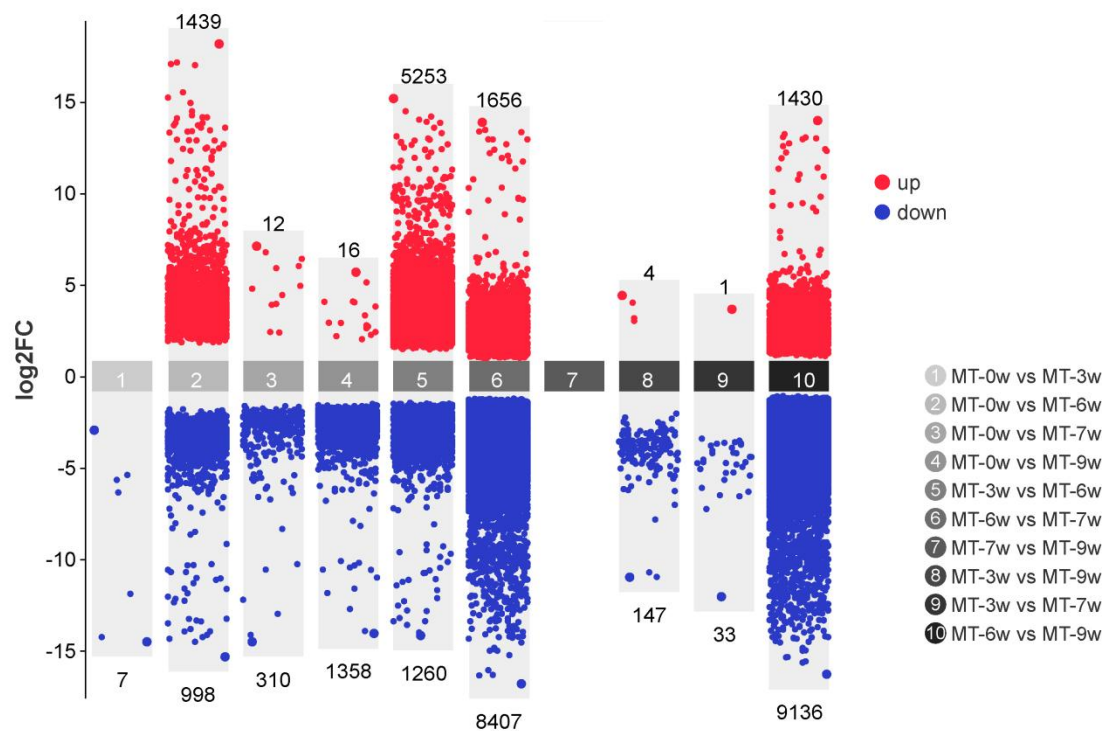 1439
5253
1656
1430
12
16
4
1
log2FC
15
10
5
0
-5
-10
-15
1
2
3
4
5
6
7
8
9
10
7
998
310
1358
1260
8407
147
33
9136
up
down
1 MT-0w vs MT-3w
2 MT-0w vs MT-6w
3 MT-0w vs MT-7w
4 MT-0w vs MT-9w
5 MT-3w vs MT-6w
6 MT-6w vs MT-7w
7 MT-7w vs MT-9w
8 MT-3w vs MT-9w
9 MT-3w vs MT-7w
10 MT-6w vs MT-9w